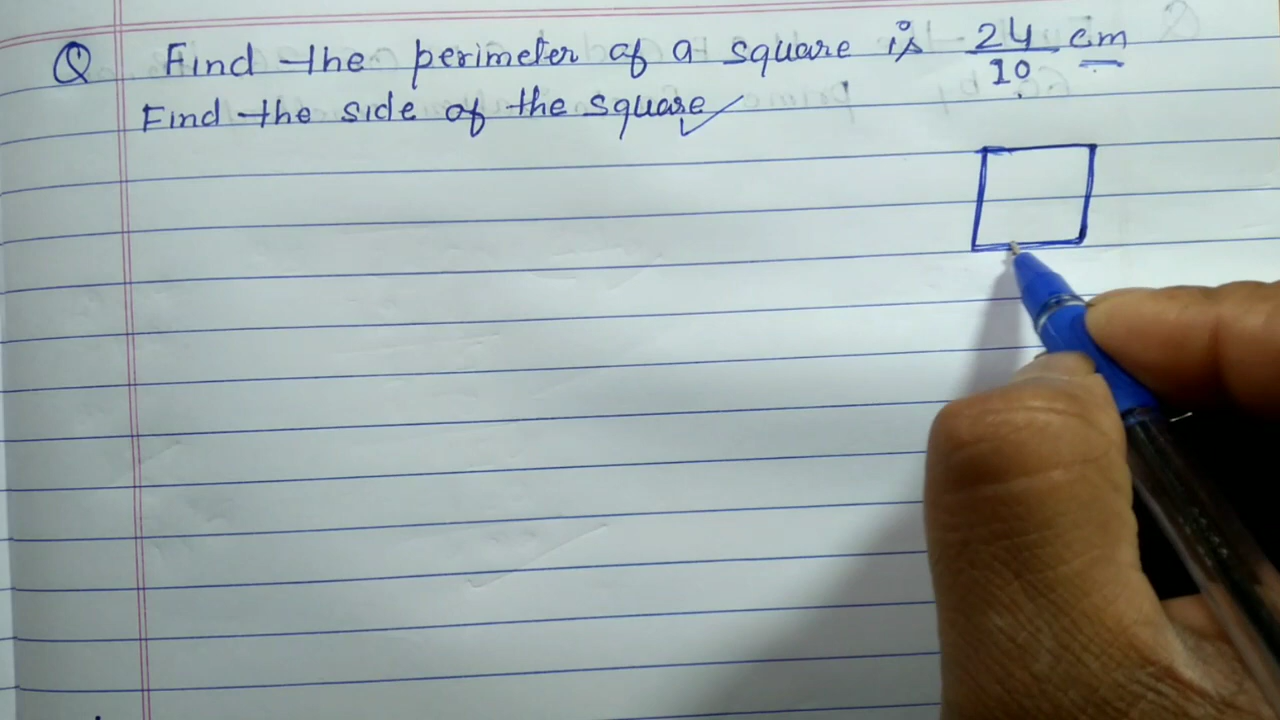 Q Find the perimeter of a square is 24/10 cm
Find the side of the square